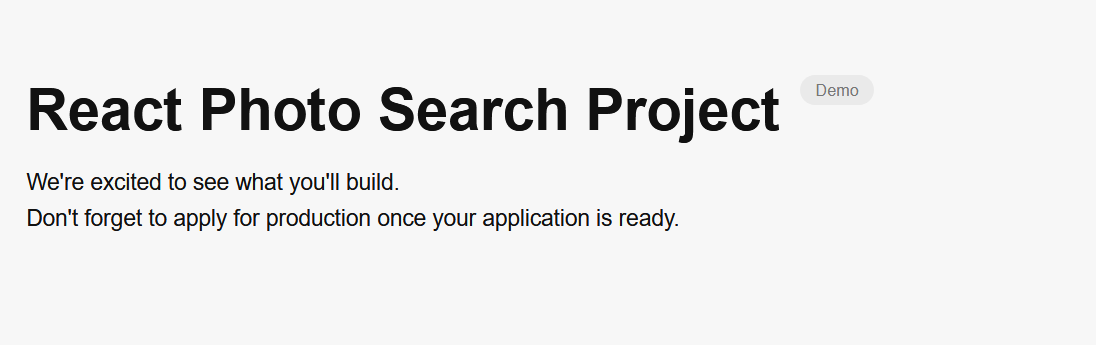 React Photo Search Project Demo
We're excited to see what you'll build.
Don't forget to apply for production once your application is ready.